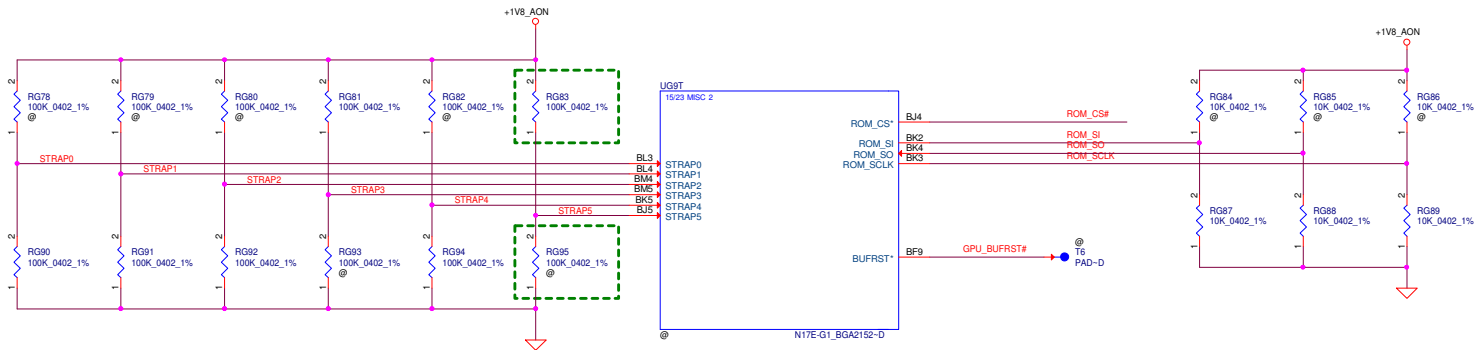 +1V8_AON
+1V8_AON
2
RG78
100K_0402_1%
@
1
2
RG79
100K_0402_1%
@
1
2
RG80
100K_0402_1%
@
1
2
RG81
100K_0402_1%
1
2
RG82
100K_0402_1%
@
1
2
RG83
100K_0402_1%
1
UG9T
15/23 MISC 2
2
RG84
10K_0402_1%
@
1
2
RG85
10K_0402_1%
@
1
2
RG86
10K_0402_1%
@
1
ROM_CS*
BJ4
ROM_CS#
ROM_SI
BK2
ROM_SI
ROM_SO
BK4
ROM_SO
ROM_SCLK
BK3
ROM_SCLK
STRAP0
BL3
STRAP0
STRAP1
BL4
STRAP1
STRAP2
BM4
STRAP2
STRAP3
BM5
STRAP3
STRAP4
BK5
STRAP4
STRAP5
BJ5
STRAP5
2
RG87
10K_0402_1%
1
2
RG88
10K_0402_1%
1
2
RG89
10K_0402_1%
1
2
RG90
100K_0402_1%
1
2
RG91
100K_0402_1%
1
2
RG92
100K_0402_1%
1
2
RG93
100K_0402_1%
@
1
2
RG94
100K_0402_1%
1
2
RG95
100K_0402_1%
@
1
BUFRST*
BF9
GPU_BUFRST#
@
T6
PAD~D
@
N17E-G1_BGA2152~D